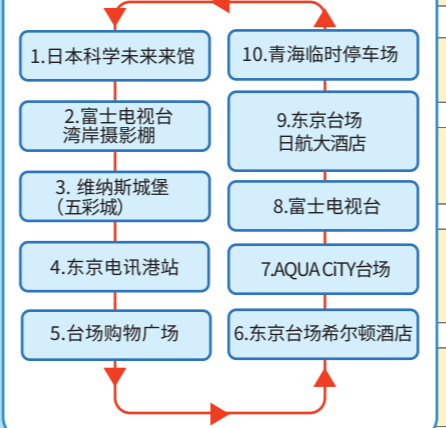 1.日本科学未来来馆
2.富士电视台
湾岸摄影棚
3. 维纳斯城堡
（五彩城）
4.东京电讯港站
5.台场购物广场
10.青海临时停车场
9.东京台场
日航大酒店
8.富士电视台
7.AQUA CiTY台场
6.东京台场希尔顿酒店